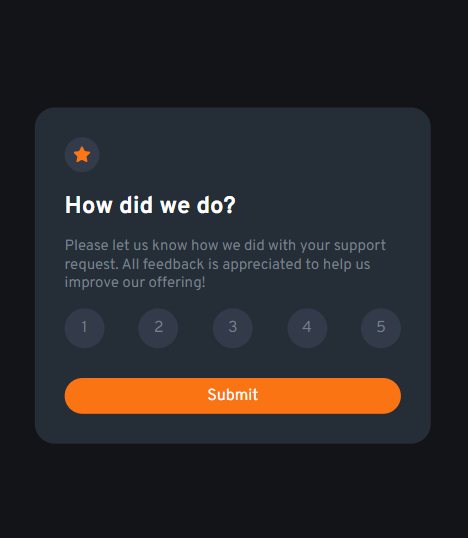 How did we do?
Please let us know how we did with your support
request. All feedback is appreciated to help us
improve our offering!
1 2 3 4 5
Submit